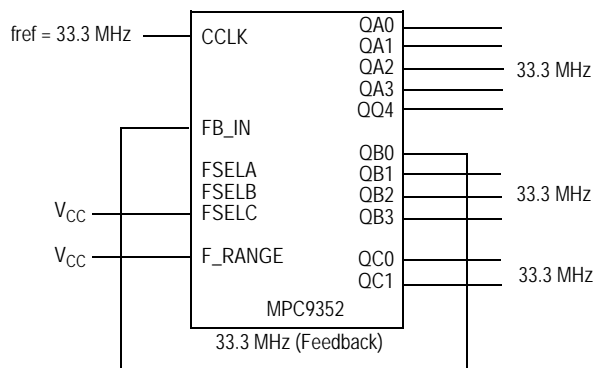 fref = 33.3 MHz
CCLK
QA0
QA1
QA2
QA3
QQ4
33.3 MHz
FB_IN
QB0
QB1
QB2
QB3
33.3 MHz
FSELA
FSELB
VCC
FSELC
VCC
F_RANGE
QC0
QC1
33.3 MHz
MPC9352
33.3 MHz (Feedback)